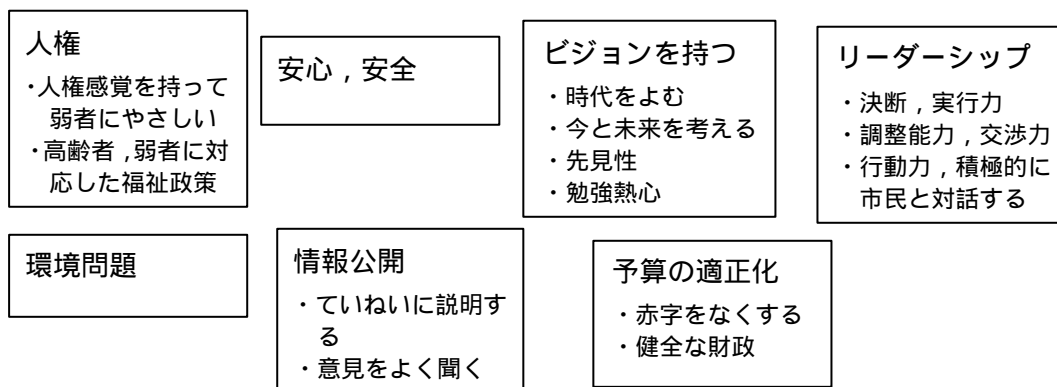 人権
・人権感覚を持って
弱者にやさしい
・高齢者，弱者に対
応した福祉政策
安心，安全
ビジョンを持つ
・時代をよむ
・今と未来を考える
・先見性
・勉強熱心
リーダーシップ
・決断，実行力
・調整能力，交渉力
・行動力，積極的に
市民と対話する
環境問題
情報公開
・ていねいに説明す
る
・意見をよく聞く
予算の適正化
・赤字をなくする
・健全な財政